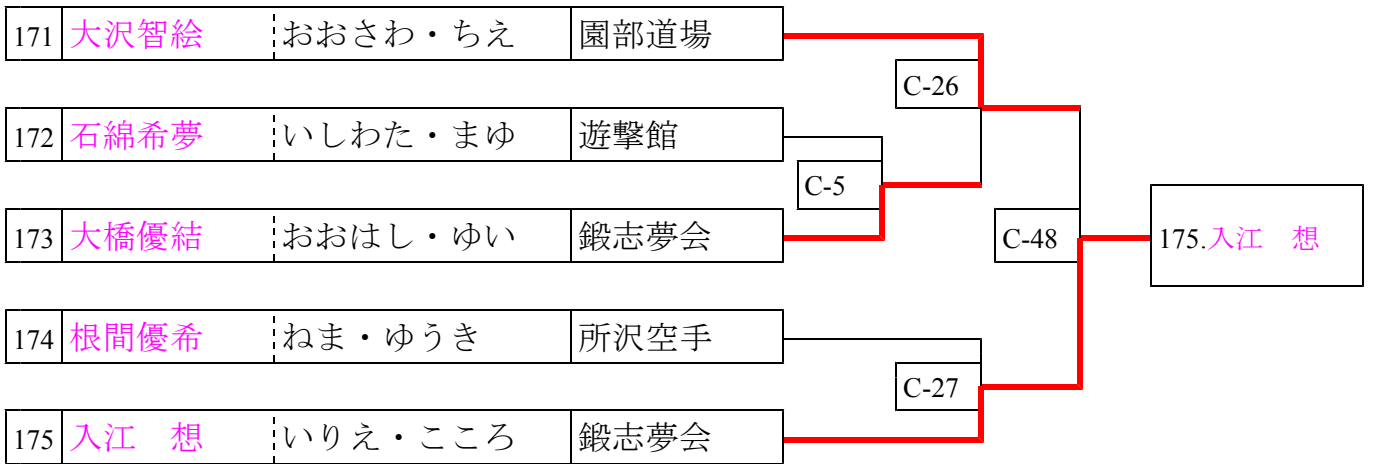 171 大沢智絵 おおさわ・ちえ 園部道場
C-26
172 石綿希夢 いしわた・まゆ 遊撃館
C-5
173 大橋優結 おおはし・ゆい 鍛志夢会
C-48
175.入江　想
174 根間優希 ねま・ゆうき 所沢空手
C-27
175 入江　想 いりえ・こころ 鍛志夢会